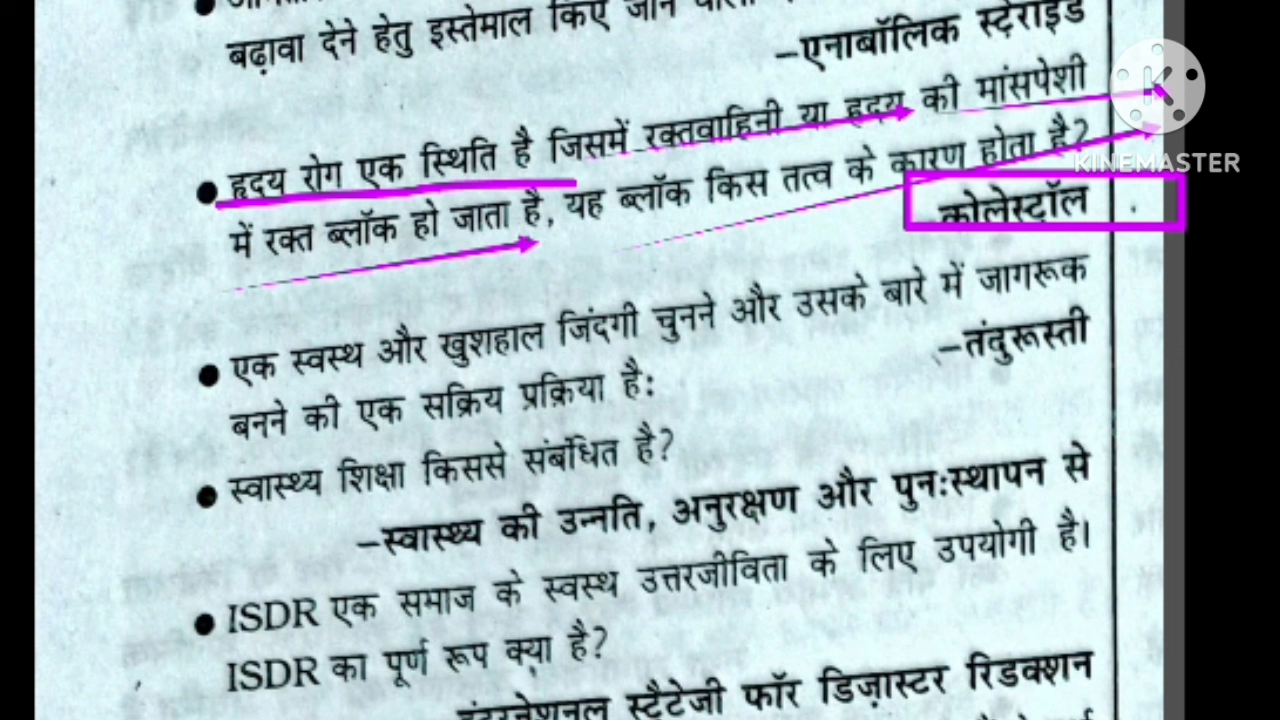 बढ़ावा देने हेतु इस्तेमाल किए जाने
–एनाबॉलिक स्टेराइड
● हृदय रोग एक स्थिति है जिसमें रक्तवाहिनी या हृदय की मांसपेशी
में रक्त ब्लॉक हो जाता है, यह ब्लॉक किस तत्व के कारण होता है?
कोलेस्ट्रॉल
KINEMASTER
● एक स्वस्थ और खुशहाल जिंदगी चुनने और उसके बारे में जागरूक
बनने की एक सक्रिय प्रक्रिया है:
–तंदुरूस्ती
● स्वास्थ्य शिक्षा किससे संबंधित है?
–स्वास्थ्य की उन्नति, अनुरक्षण और पुनःस्थापन से
● ISDR एक समाज के स्वस्थ उत्तरजीविता के लिए उपयोगी है।
ISDR का पूर्ण रूप क्या है?
इंटरनेशनल स्टैटेजी फॉर डिज़ास्टर रिडक्शन